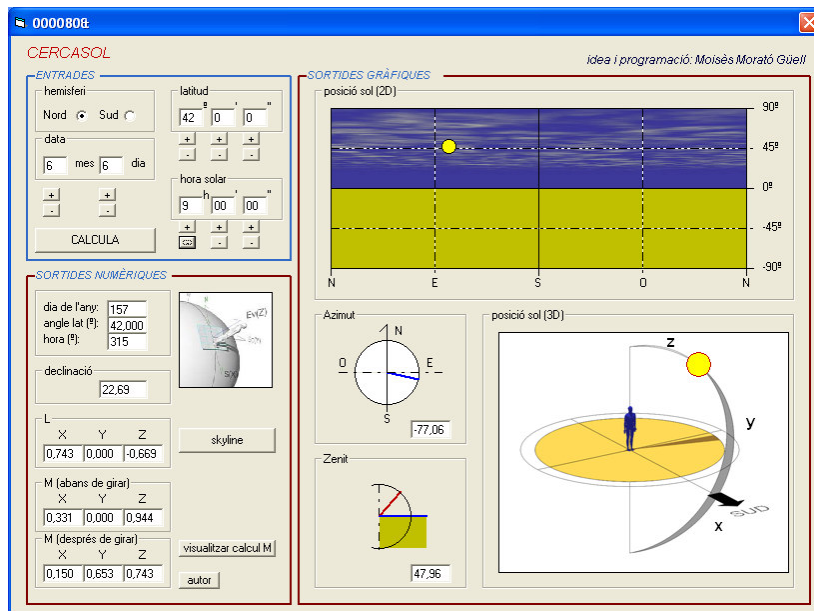 000080ft
CERCASOL
idea i programació: Moisès Morató Güell
ENTRADES
hemisferi
Nord Sud
data
6 mes 6 dia
+ +
- -
CALCULA
latitud
º ' "
42 0 0
+ + +
- - -
hora solar
h ' "
9 00 00
+ + +
- - -
SORTIDES NUMÈRIQUES
dia de l'any: 157
angle lat (º): 42,000
hora (º): 315
declinació
22,69
L
X Y Z
0,743 0,000 -0,669
M (abans de girar)
X Y Z
0,331 0,000 0,944
M (després de girar)
X Y Z
0,150 0,653 0,743
skyline
visualitzar calcul M
autor
SORTIDES GRÀFIQUES
posició sol (2D)
90º
45º
0º
-45º
-90º
N E S O N
Azimut
N
O E
S
-77,06
Zenit
47,96
posició sol (3D)
z
y
x
SUD